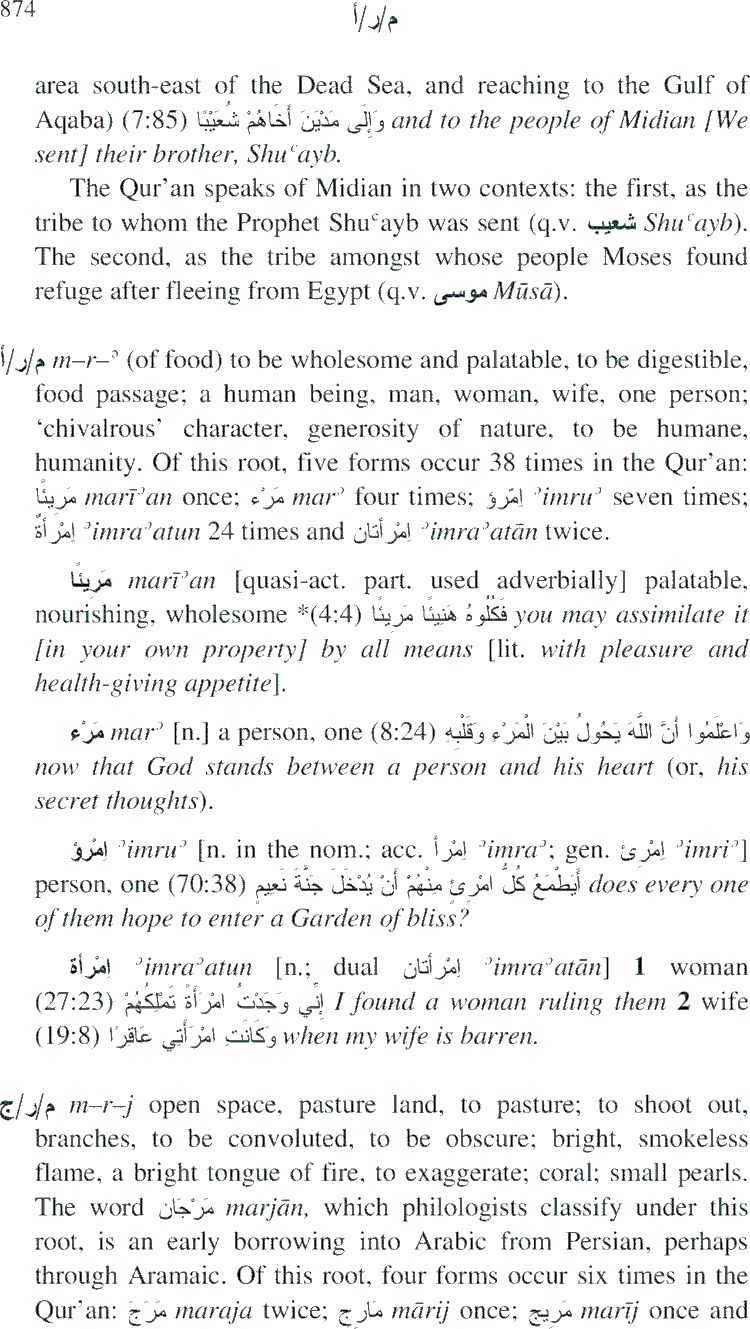 874
م/ر/أ
area south-east of the Dead Sea, and reaching to the Gulf of
Aqaba) (7:85) وَإِلَى مَدْيَنَ أَخَاهُمْ شُعَيْبًا and to the people of Midian [We
sent] their brother, Shuʿayb.
The Qur’an speaks of Midian in two contexts: the first, as the
tribe to whom the Prophet Shuʿayb was sent (q.v. شعيب Shuʿayb).
The second, as the tribe amongst whose people Moses found
refuge after fleeing from Egypt (q.v. موسى Mūsā).
م/ر/أ m–r–ʾ (of food) to be wholesome and palatable, to be digestible,
food passage; a human being, man, woman, wife, one person;
‘chivalrous’ character, generosity of nature, to be humane,
humanity. Of this root, five forms occur 38 times in the Qur’an:
مَرِيئًا marīʾan once; مَرْء marʾ four times; اِمْرؤ ʾimruʾ seven times;
اِمْرَأَةٌ ʾimraʾatun 24 times and اِمْرأتان ʾimraʾatān twice.
مَرِيئًا marīʾan [quasi-act. part. used adverbially] palatable,
nourishing, wholesome *(4:4) فَكُلُوهُ هَنِيئًا مَرِيئًا you may assimilate it
[in your own property] by all means [lit. with pleasure and
health-giving appetite].
مَرْء marʾ [n.] a person, one (8:24) وَاعْلَمُوا أَنَّ اللَّهَ يَحُولُ بَيْنَ الْمَرْءِ وَقَلْبِهِ
now that God stands between a person and his heart (or, his
secret thoughts).
اِمْرؤ ʾimruʾ [n. in the nom.; acc. اِمْرأ ʾimraʾ; gen. اِمْرِئ ʾimriʾ]
person, one (70:38) أَيَطْمَعُ كُلُّ امْرِئٍ مِنْهُمْ أَنْ يُدْخَلَ جَنَّةَ نَعِيمٍ does every one
of them hope to enter a Garden of bliss?
اِمْرأة ʾimraʾatun [n.; dual اِمْرأتان ʾimraʾatān] 1 woman
(27:23) إِنِّي وَجَدْتُ امْرَأَةً تَمْلِكُهُمْ I found a woman ruling them 2 wife
(19:8) وَكَانَتِ امْرَأَتِي عَاقِرًا when my wife is barren.
م/ر/ج m–r–j open space, pasture land, to pasture; to shoot out,
branches, to be convoluted, to be obscure; bright, smokeless
flame, a bright tongue of fire, to exaggerate; coral; small pearls.
The word مَرْجَان marjān, which philologists classify under this
root, is an early borrowing into Arabic from Persian, perhaps
through Aramaic. Of this root, four forms occur six times in the
Qur’an: مَرَجَ maraja twice; مَارِج mārij once; مَرِيج marīj once and